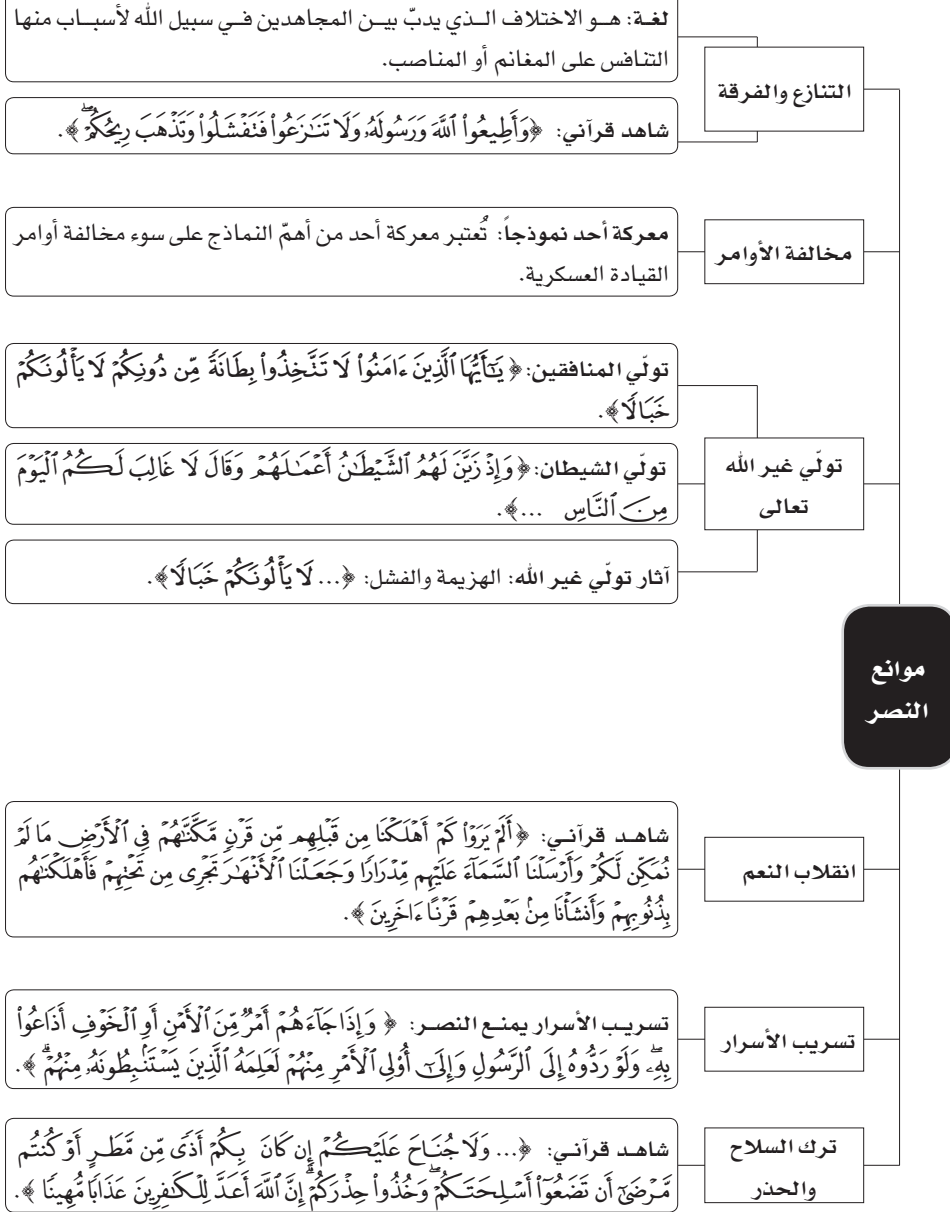 موانع
النصر
التنازع والفرقة
لغة: هو الاختلاف الذي يدبّ بين المجاهدين في سبيل الله لأسباب منها
التنافس على المغانم أو المناصب.
شاهد قرآني: ﴿وَأَطِيعُوا۟ ٱللَّهَ وَرَسُولَهُۥ وَلَا تَنَٰزَعُوا۟ فَتَفۡشَلُوا۟ وَتَذۡهَبَ رِيحُكُمۡۖ﴾.
مخالفة الأوامر
معركة أحد نموذجاً: تُعتبر معركة أحد من أهمّ النماذج على سوء مخالفة أوامر
القيادة العسكرية.
تولّي غير الله
تعالى
تولّي المنافقين: ﴿يَٰٓأَيُّهَا ٱلَّذِينَ ءَامَنُوا۟ لَا تَتَّخِذُوا۟ بِطَانَةٗ مِّن دُونِكُمۡ لَا يَأۡلُونَكُمۡ
خَبَالٗا﴾.
تولّي الشيطان: ﴿وَإِذۡ زَيَّنَ لَهُمُ ٱلشَّيۡطَٰنُ أَعۡمَٰلَهُمۡ وَقَالَ لَا غَالِبَ لَكُمُ ٱلۡيَوۡمَ
مِنَ ٱلنَّاسِ ...﴾.
آثار تولّي غير الله: الهزيمة والفشل: ﴿... لَا يَأۡلُونَكُمۡ خَبَالٗا﴾.
انقلاب النعم
شاهد قرآني: ﴿أَلَمۡ يَرَوۡا۟ كَمۡ أَهۡلَكۡنَا مِن قَبۡلِهِم مِّن قَرۡنٖ مَّكَّنَّٰهُمۡ فِي ٱلۡأَرۡضِ مَا لَمۡ
نُمَكِّن لَّكُمۡ وَأَرۡسَلۡنَا ٱلسَّمَآءَ عَلَيۡهِم مِّدۡرَارٗا وَجَعَلۡنَا ٱلۡأَنۡهَٰرَ تَجۡرِي مِن تَحۡتِهِمۡ فَأَهۡلَكۡنَٰهُم
بِذُنُوبِهِمۡ وَأَنشَأۡنَا مِنۢ بَعۡدِهِمۡ قَرۡنًا ءَاخَرِينَ﴾.
تسريب الأسرار
تسريب الأسرار يمنع النصر: ﴿وَإِذَا جَآءَهُمۡ أَمۡرٞ مِّنَ ٱلۡأَمۡنِ أَوِ ٱلۡخَوۡفِ أَذَاعُوا۟
بِهِۦۖ وَلَوۡ رَدُّوهُ إِلَى ٱلرَّسُولِ وَإِلَىٰٓ أُو۟لِي ٱلۡأَمۡرِ مِنۡهُمۡ لَعَلِمَهُ ٱلَّذِينَ يَسۡتَنۢبِطُونَهُۥ مِنۡهُمۡۗ﴾.
ترك السلاح
والحذر
شاهد قرآني: ﴿... وَلَا جُنَاحَ عَلَيۡكُمۡ إِن كَانَ بِكُمۡ أَذٗى مِّن مَّطَرٍ أَوۡ كُنتُم
مَّرۡضَىٰٓ أَن تَضَعُوٓا۟ أَسۡلِحَتَكُمۡۖ وَخُذُوا۟ حِذۡرَكُمۡۗ إِنَّ ٱللَّهَ أَعَدَّ لِلۡكَٰفِرِينَ عَذَابٗا مُّهِينٗا﴾.